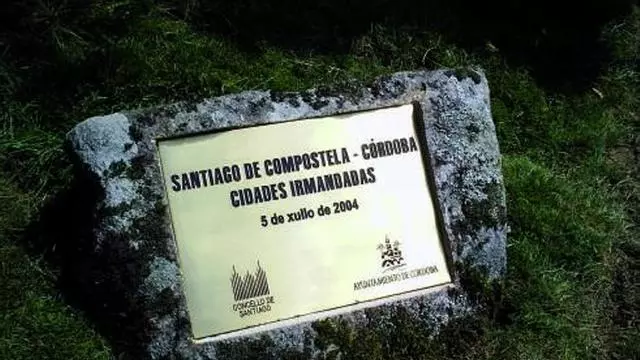 SANTIAGO DE COMPOSTELA - CÓRDOBA
CIDADES IRMANDADAS
5 de xullo de 2004
CONCELLO DE
SANTIAGO
AYUNTAMIENTO DE CÓRDOBA